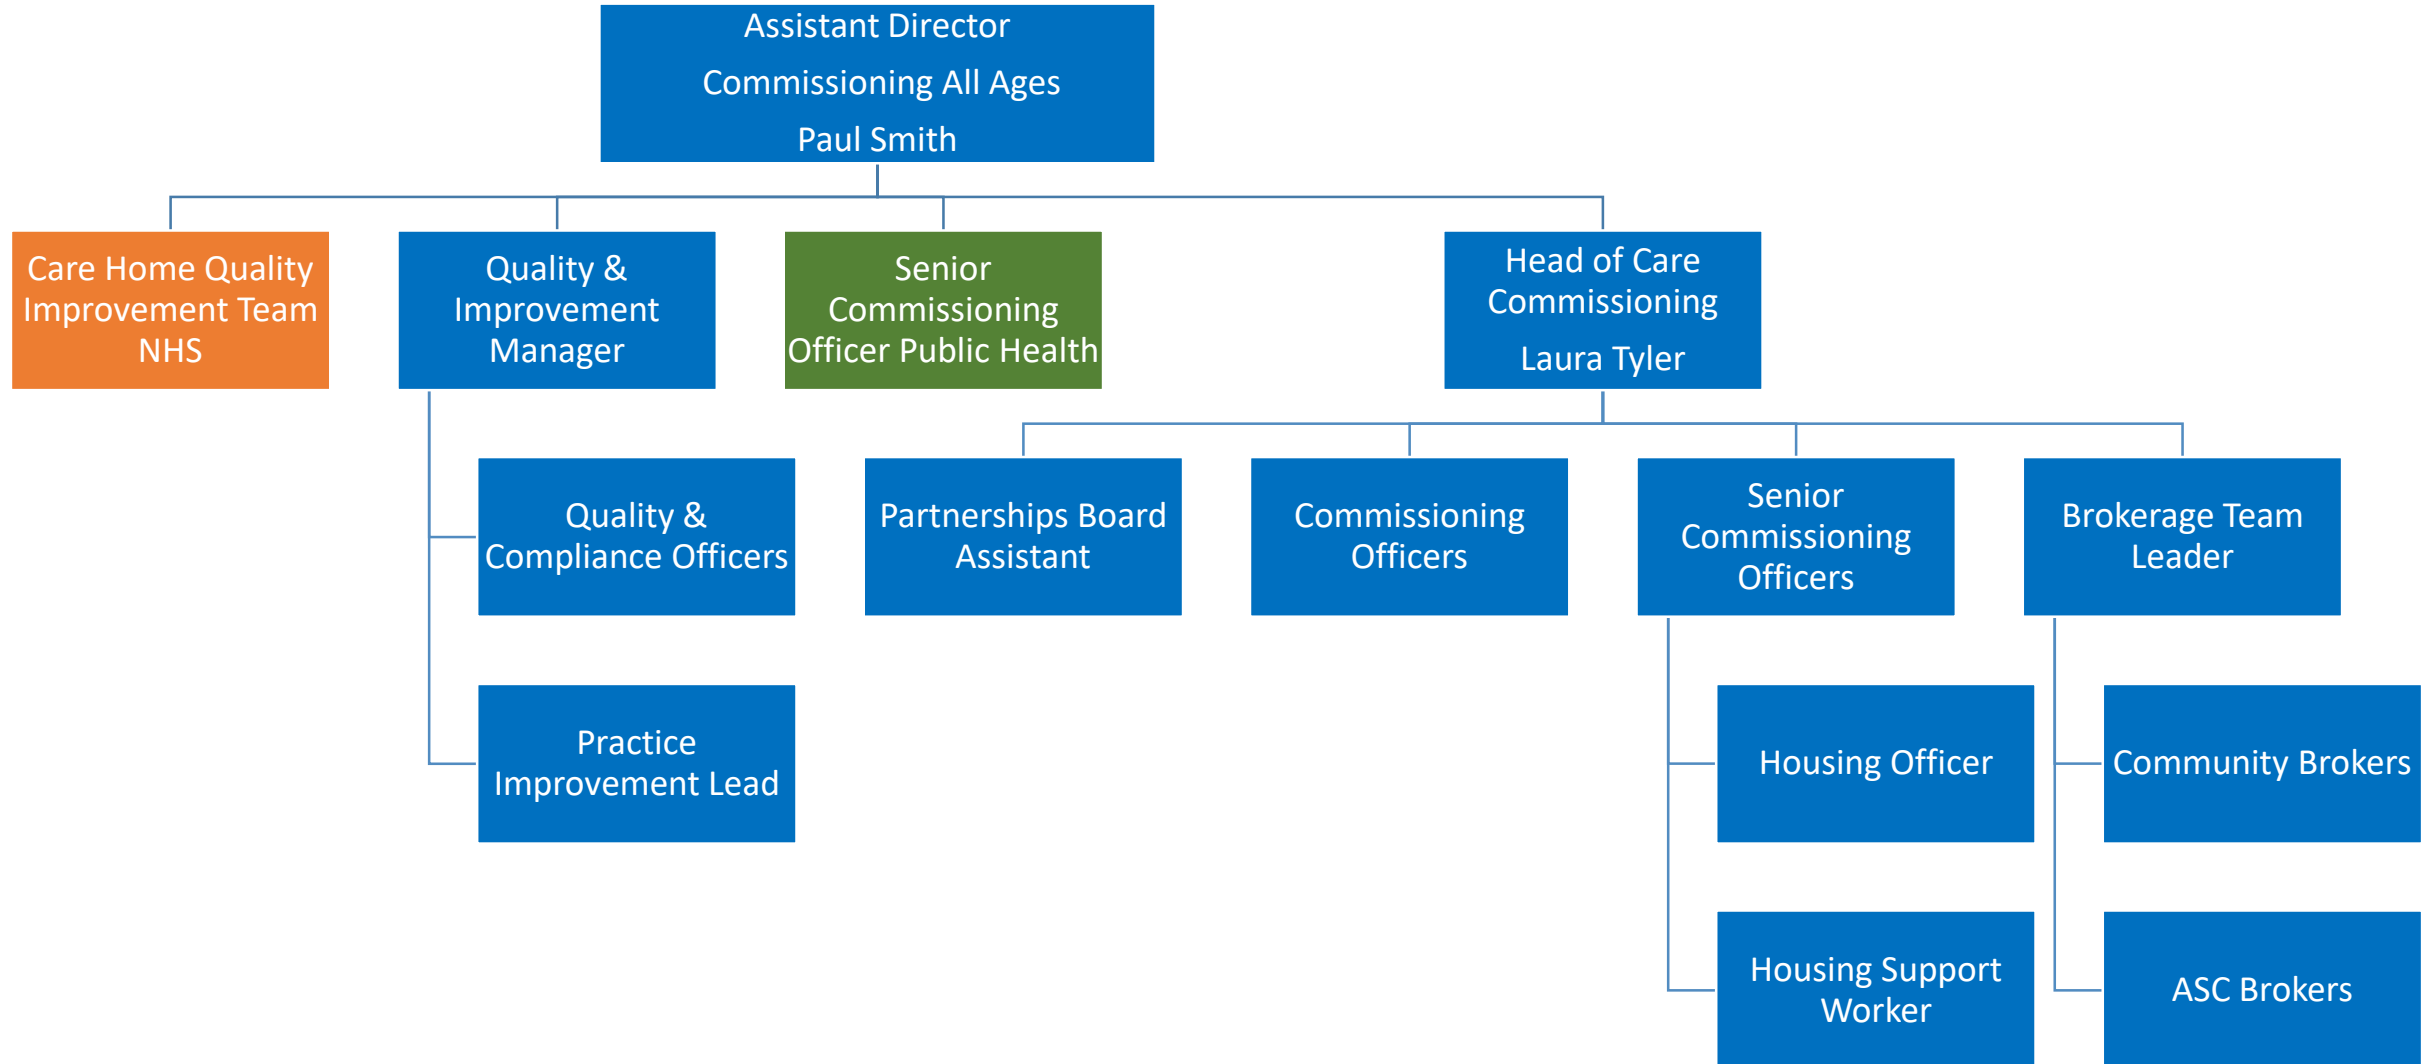 Assistant Director
Commissioning All Ages
Paul Smith
Care Home Quality
Improvement Team
NHS
Quality &
Improvement
Manager
Senior
Commissioning
Officer Public Health
Head of Care
Commissioning
Laura Tyler
Quality &
Compliance Officers
Partnerships Board
Assistant
Commissioning
Officers
Senior
Commissioning
Officers
Brokerage Team
Leader
Practice
Improvement Lead
Housing Officer
Community Brokers
Housing Support
Worker
ASC Brokers